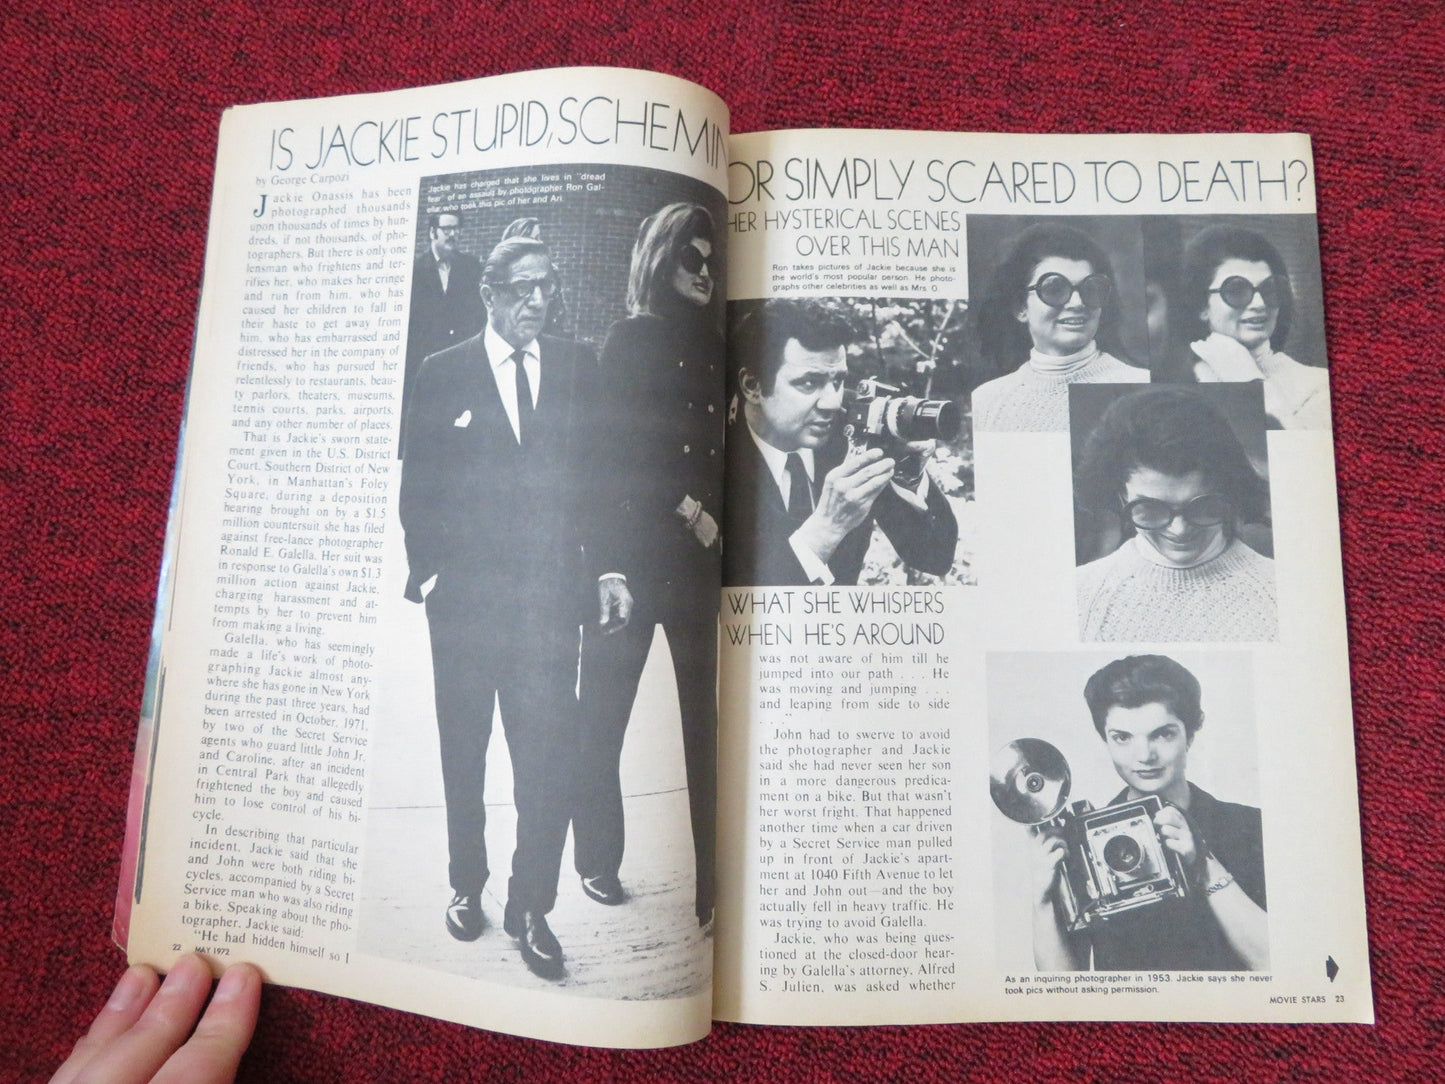 IS JACKIE STUPID, SCHEMIN
by George Carpozi
Jackie has charged that she lives in "dread
fear" of an assault by photographer Ron Gal-
ella who took this pic of her and Ari.
Jackie Onassis has been
photographed thousands
upon thousands of times by hun-
dreds, if not thousands, of pho-
tographers. But there is only one
lensman who frightens and ter-
rifies her, who makes her cringe
and run from him, who has
caused her children to fall in
their haste to get away from
him, who has embarrassed and
distressed her in the company of
friends, who has pursued her
relentlessly to restaurants, beau-
ty parlors, theaters, museums,
tennis courts, parks, airports,
and any other number of places.
That is Jackie's sworn state-
ment given in the U.S. District
Court, Southern District of New
York, in Manhattan's Foley
Square, during a deposition
hearing brought on by a $1.5
million countersuit she has filed
against free-lance photographer
Ronald E. Galella. Her suit was
in response to Galella's own $1.3
million action against Jackie,
charging harassment and at-
tempts by her to prevent him
from making a living.
Galella, who has seemingly
made a life's work of photo-
graphing Jackie almost any-
where she has gone in New York
during the past three years, had
been arrested in October, 1971,
by two of the Secret Service
agents who guard little John Jr.
and Caroline, after an incident
in Central Park that allegedly
frightened the boy and caused
him to lose control of his bi-
cycle.
In describing that particular
incident, Jackie said that she
and John were both riding bi-
cycles, accompanied by a Secret
Service man who was also riding
a bike. Speaking about the pho-
tographer, Jackie said:
"He had hidden himself so I
22 MAY 1972
OR SIMPLY SCARED TO DEATH?
HER HYSTERICAL SCENES
OVER THIS MAN
Ron takes pictures of Jackie because she is
the world's most popular person. He photo-
graphs other celebrities as well as Mrs. O.
WHAT SHE WHISPERS
WHEN HE'S AROUND
was not aware of him till he
jumped into our path . . . He
was moving and jumping . . .
and leaping from side to side
. . ."
John had to swerve to avoid
the photographer and Jackie
said she had never seen her son
in a more dangerous predica-
ment on a bike. But that wasn't
her worst fright. That happened
another time when a car driven
by a Secret Service man pulled
up in front of Jackie's apart-
ment at 1040 Fifth Avenue to let
her and John out—and the boy
actually fell in heavy traffic. He
was trying to avoid Galella.
Jackie, who was being ques-
tioned at the closed-door hear-
ing by Galella's attorney, Alfred
S. Julien, was asked whether
As an inquiring photographer in 1953, Jackie says she never
took pics without asking permission.
MOVIE STARS 23